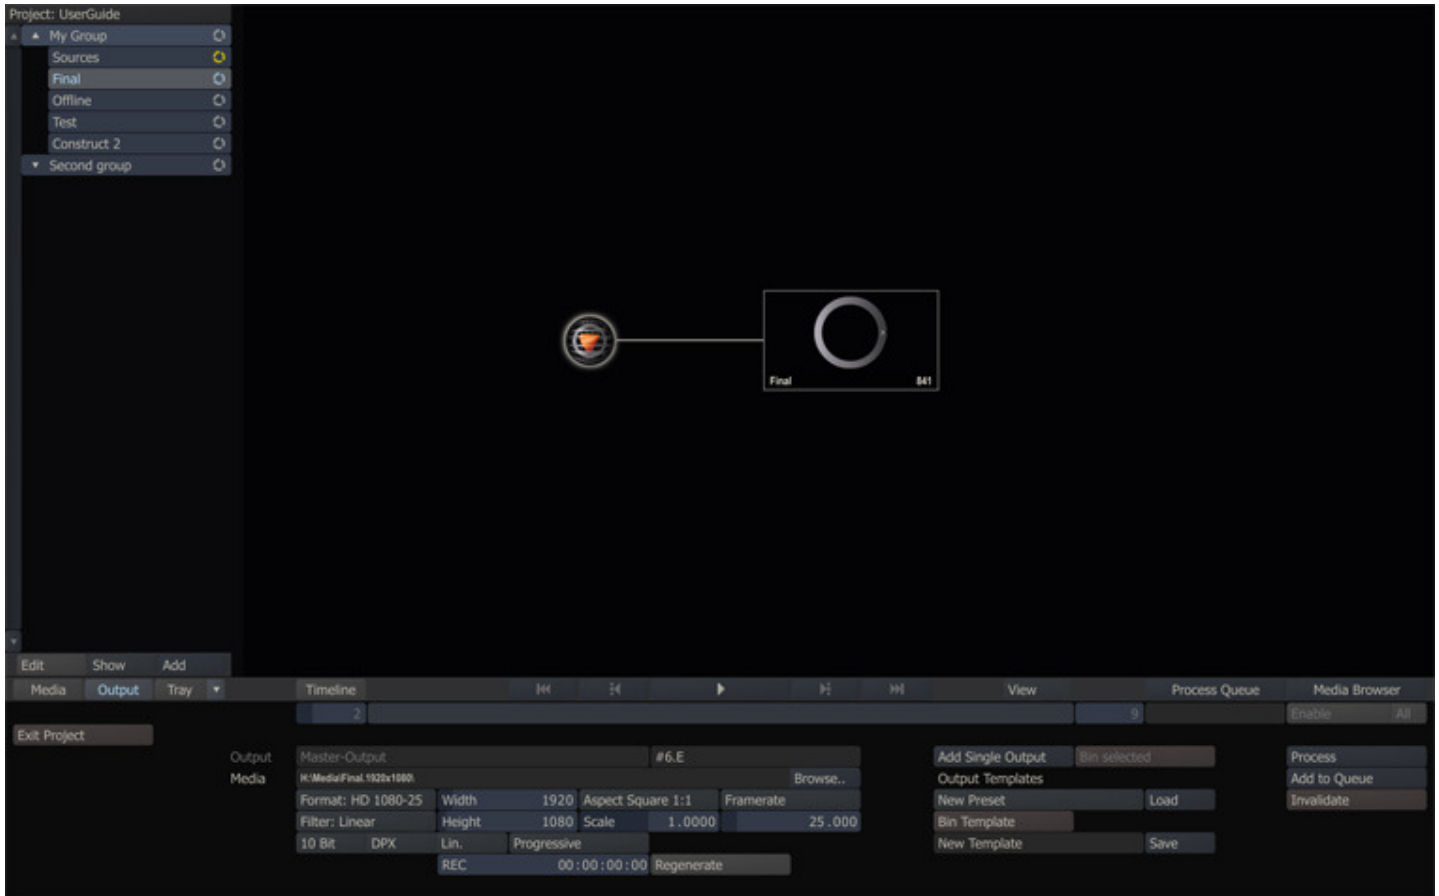 Project: UserGuide
My Group
Sources
Final
Offline
Test
Construct 2
Second group
Final 841
Edit Show Add
Media Output Tray Timeline View Process Queue Media Browser
2 9 Enable All
Exit Project
Output Master-Output #6.E Add Single Output Bin selected Process
Media H:\Media\Final.1920x1080\ Browse.. Output Templates Add to Queue
Format: HD 1080-25 Width 1920 Aspect Square 1:1 Framerate New Preset Load Invalidate
Filter: Linear Height 1080 Scale 1.0000 25.000 Bin Template
10 Bit DPX Lin. Progressive New Template Save
REC 00:00:00:00 Regenerate